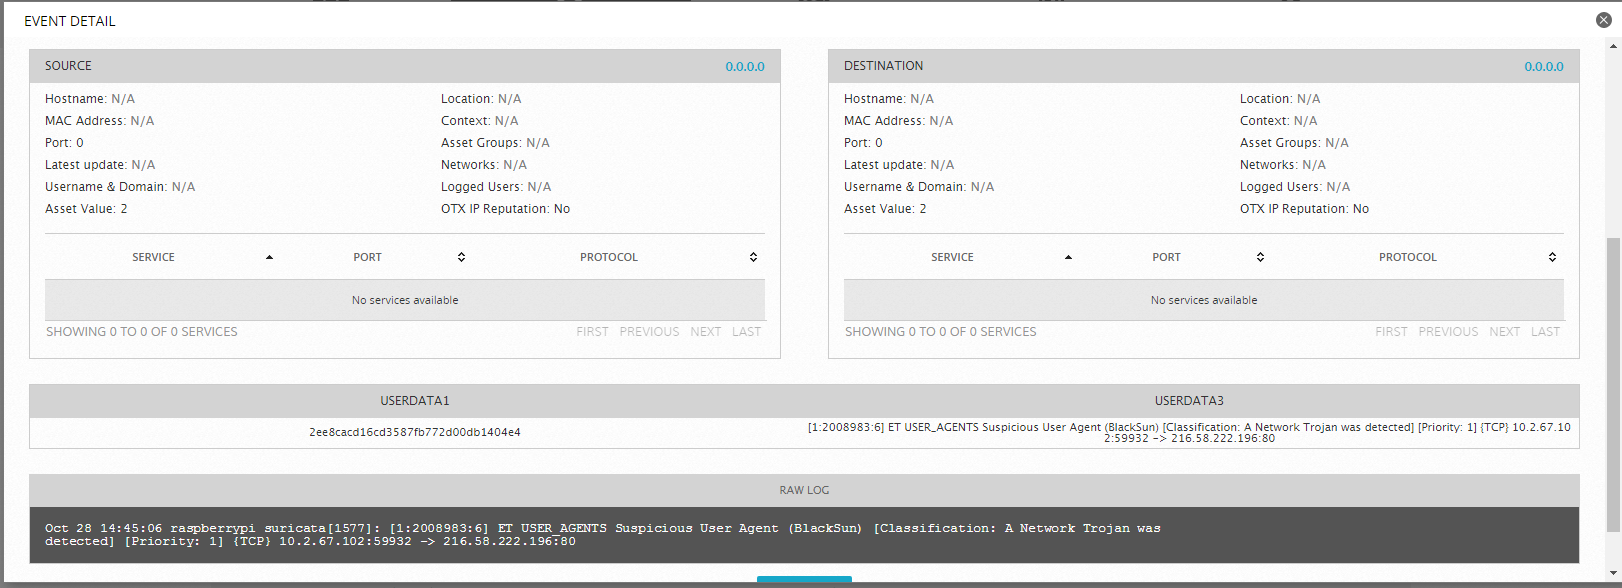 EVENT DETAIL
SOURCE 0.0.0.0
Hostname: N/A Location: N/A
MAC Address: N/A Context: N/A
Port: 0 Asset Groups: N/A
Latest update: N/A Networks: N/A
Username & Domain: N/A Logged Users: N/A
Asset Value: 2 OTX IP Reputation: No
SERVICE PORT PROTOCOL
No services available
SHOWING 0 TO 0 OF 0 SERVICES FIRST PREVIOUS NEXT LAST
DESTINATION 0.0.0.0
Hostname: N/A Location: N/A
MAC Address: N/A Context: N/A
Port: 0 Asset Groups: N/A
Latest update: N/A Networks: N/A
Username & Domain: N/A Logged Users: N/A
Asset Value: 2 OTX IP Reputation: No
SERVICE PORT PROTOCOL
No services available
SHOWING 0 TO 0 OF 0 SERVICES FIRST PREVIOUS NEXT LAST
USERDATA1 USERDATA3
2ee8cacd16cd3587fb772d00db1404e4
[1:2008983:6] ET USER_AGENTS Suspicious User Agent (BlackSun) [Classification: A Network Trojan was detected] [Priority: 1] {TCP} 10.2.67.10
2:59932 -> 216.58.222.196:80
RAW LOG
Oct 28 14:45:06 raspberrypi suricata[1577]: [1:2008983:6] ET USER_AGENTS Suspicious User Agent (BlackSun) [Classification: A Network Trojan was
detected] [Priority: 1] {TCP} 10.2.67.102:59932 -> 216.58.222.196:80